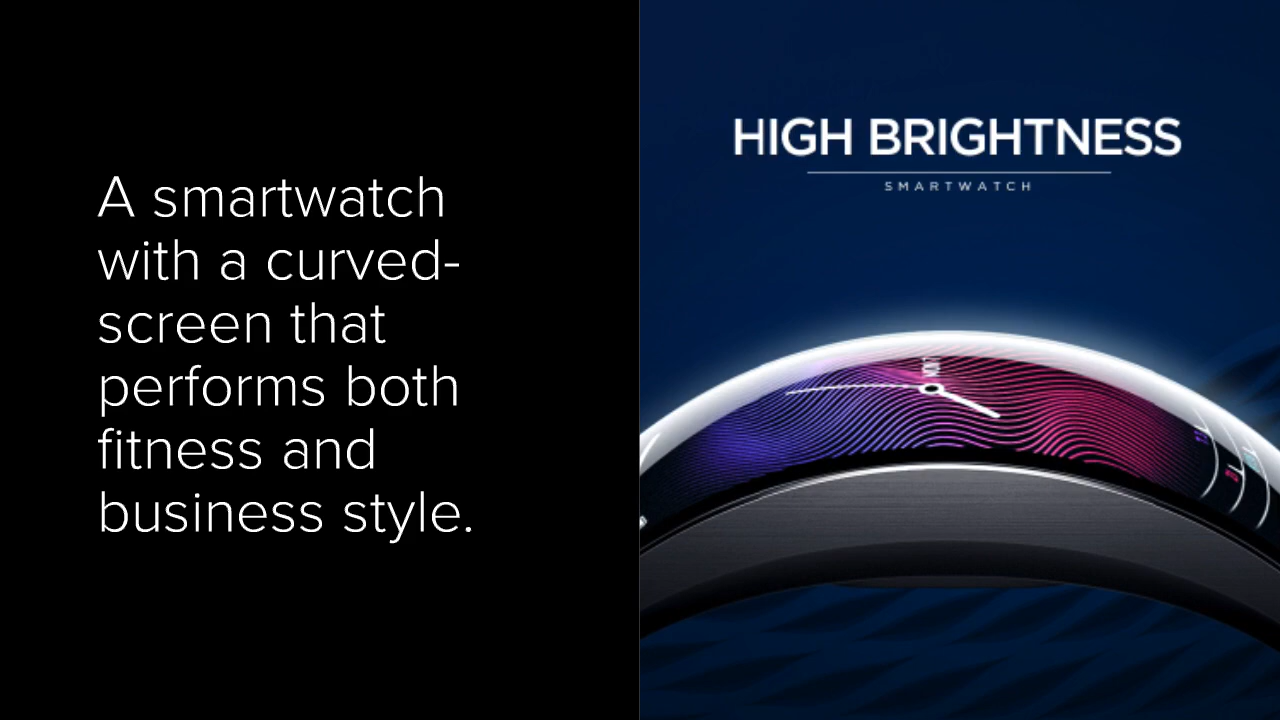 A smartwatch
with a curved-
screen that
performs both
fitness and
business style.
HIGH BRIGHTNESS
SMARTWATCH